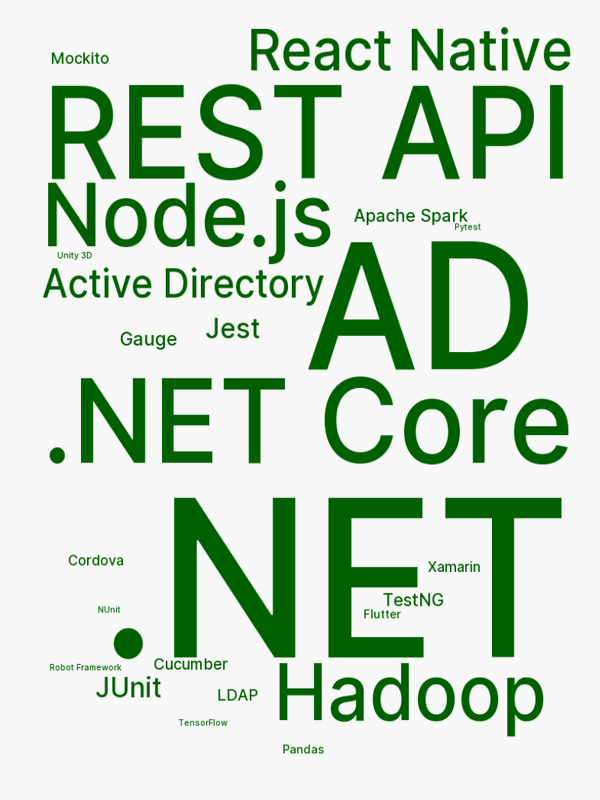 React Native
Mockito
REST API
Node.js
Apache Spark
Pytest
Unity 3D
AD
Active Directory
Jest
Gauge
.NET Core
.NET
Cordova
Xamarin
TestNG
NUnit
Flutter
Cucumber
Robot Framework
JUnit
LDAP
Hadoop
TensorFlow
Pandas